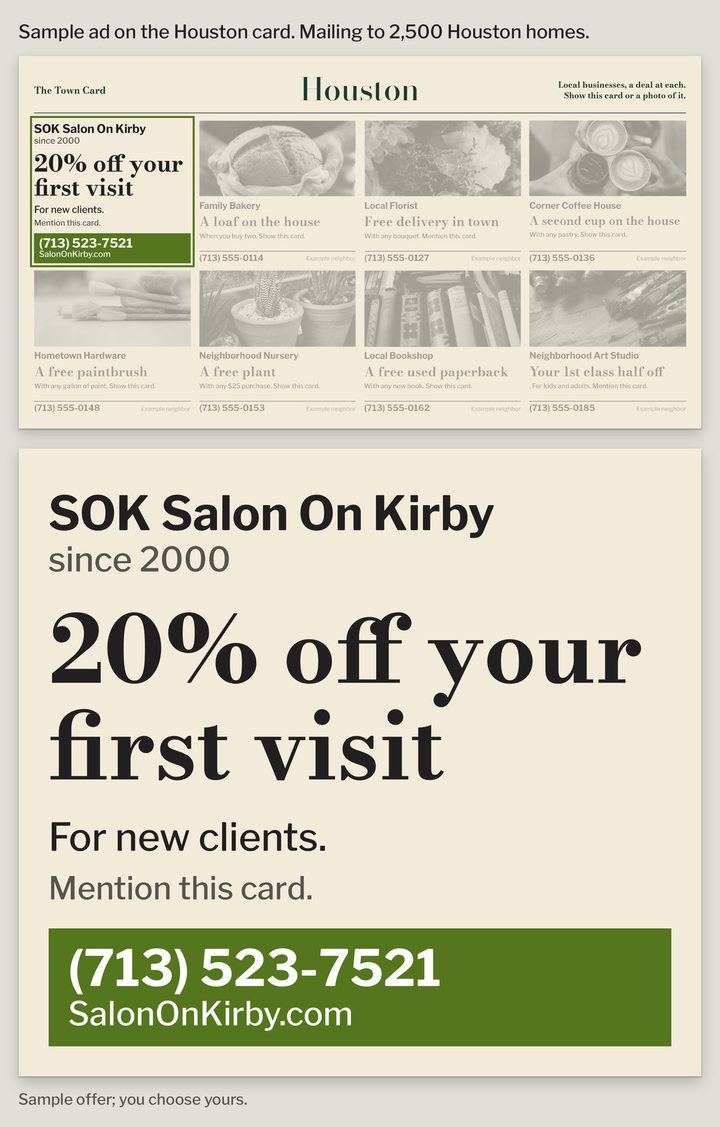 Sample ad on the Houston card. Mailing to 2,500 Houston homes.
The Town Card
Houston
Local businesses, a deal at each.
Show this card or a photo of it.
SOK Salon On Kirby
since 2000
20% off your
first visit
For new clients.
Mention this card.
(713) 523-7521
SalonOnKirby.com
Family Bakery
A loaf on the house
When you buy two. Show this card.
(713) 555-0114
Example neighbor
Local Florist
Free delivery in town
With any bouquet. Mention this card.
(713) 555-0127
Example neighbor
Corner Coffee House
A second cup on the house
With any pastry. Show this card.
(713) 555-0136
Example neighbor
Hometown Hardware
A free paintbrush
With any gallon of paint. Show this card.
(713) 555-0148
Example neighbor
Neighborhood Nursery
A free plant
With any $25 purchase. Show this card.
(713) 555-0153
Example neighbor
Local Bookshop
A free used paperback
With any new book. Show this card.
(713) 555-0162
Example neighbor
Neighborhood Art Studio
Your 1st class half off
For kids and adults. Mention this card.
(713) 555-0185
Example neighbor
SOK Salon On Kirby
since 2000
20% off your
first visit
For new clients.
Mention this card.
(713) 523-7521
SalonOnKirby.com
Sample offer; you choose yours.